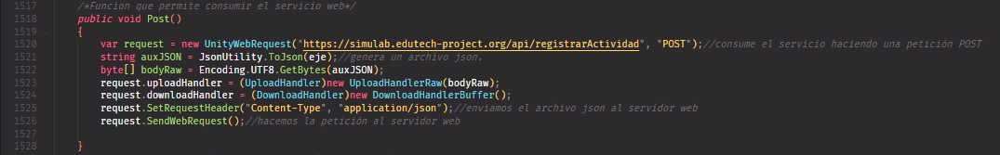 1517 /*Funcion que permite consumir el servicio web*/
1518 public void Post()
1519 {
1520 var request = new UnityWebRequest("https://simulab.edutech-project.org/api/registrarActividad", "POST");//consume el servicio haciendo una petición POST
1521 string auxJSON = JsonUtility.ToJson(eje);//genera un archivo json.
1522 byte[] bodyRaw = Encoding.UTF8.GetBytes(auxJSON);
1523 request.uploadHandler = (UploadHandler)new UploadHandlerRaw(bodyRaw);
1524 request.downloadHandler = (DownloadHandler)new DownloadHandlerBuffer();
1525 request.SetRequestHeader("Content-Type", "application/json");//enviamos el archivo json al servidor web
1526 request.SendWebRequest();//hacemos la petición al servidor web
1527
1528 }